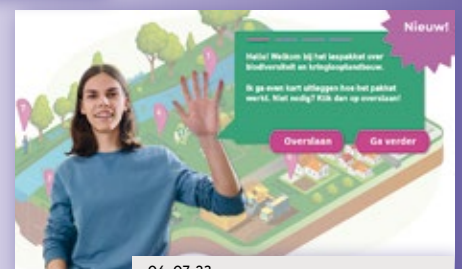 Nieuw!
Hallo! Welkom bij het lespakket over
biodiversiteit en kringlooplandbouw.
Ik ga even kort uitleggen hoe het pakket
werkt. Niet nodig? Klik dan op overslaan!
Overslaan
Ga verder